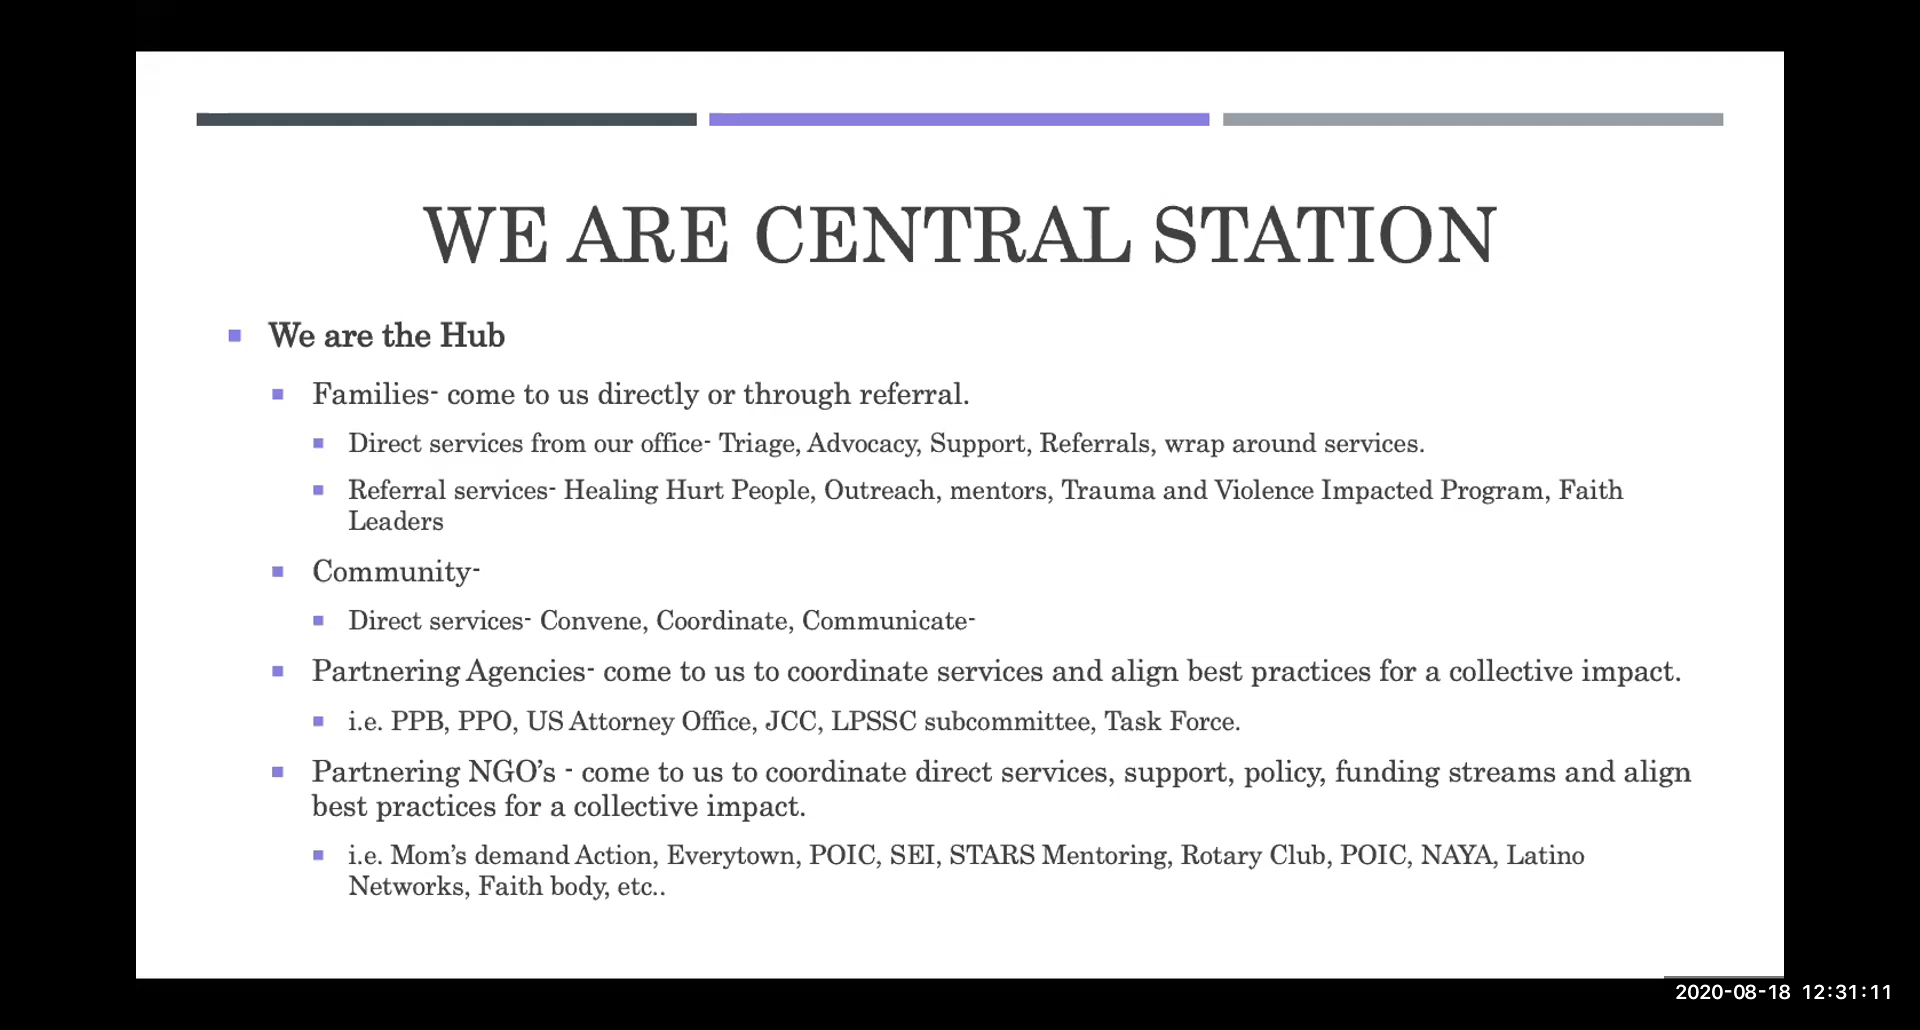 WE ARE CENTRAL STATION
We are the Hub
Families- come to us directly or through referral.
Direct services from our office- Triage, Advocacy, Support, Referrals, wrap around services.
Referral services- Healing Hurt People, Outreach, mentors, Trauma and Violence Impacted Program, Faith
Leaders
Community-
Direct services- Convene, Coordinate, Communicate-
Partnering Agencies- come to us to coordinate services and align best practices for a collective impact.
i.e. PPB, PPO, US Attorney Office, JCC, LPSSC subcommittee, Task Force.
Partnering NGO’s - come to us to coordinate direct services, support, policy, funding streams and align
best practices for a collective impact.
i.e. Mom’s demand Action, Everytown, POIC, SEI, STARS Mentoring, Rotary Club, POIC, NAYA, Latino
Networks, Faith body, etc..
2020-08-18 12:31:11